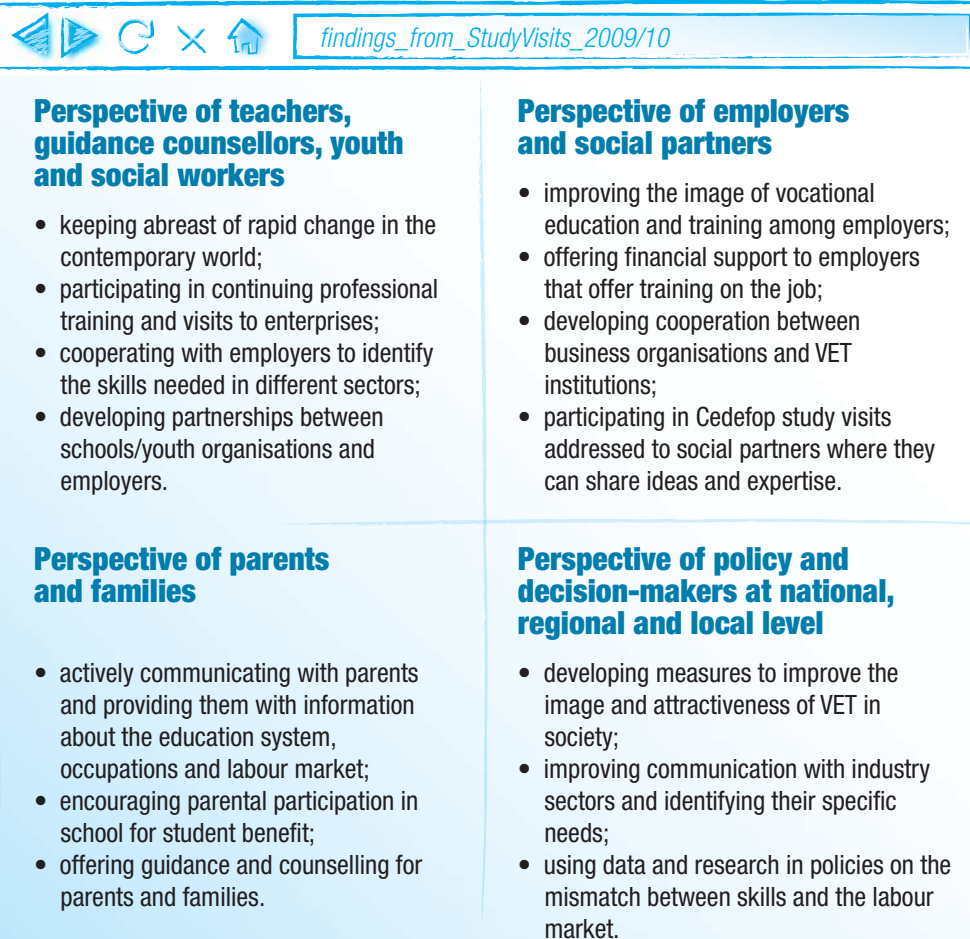 findings_from_StudyVisits_2009/10
Perspective of teachers,
guidance counsellors, youth
and social workers
• keeping abreast of rapid change in the
contemporary world;
• participating in continuing professional
training and visits to enterprises;
• cooperating with employers to identify
the skills needed in different sectors;
• developing partnerships between
schools/youth organisations and
employers.
Perspective of employers
and social partners
• improving the image of vocational
education and training among employers;
• offering financial support to employers
that offer training on the job;
• developing cooperation between
business organisations and VET
institutions;
• participating in Cedefop study visits
addressed to social partners where they
can share ideas and expertise.
Perspective of parents
and families
• actively communicating with parents
and providing them with information
about the education system,
occupations and labour market;
• encouraging parental participation in
school for student benefit;
• offering guidance and counselling for
parents and families.
Perspective of policy and
decision-makers at national,
regional and local level
• developing measures to improve the
image and attractiveness of VET in
society;
• improving communication with industry
sectors and identifying their specific
needs;
• using data and research in policies on the
mismatch between skills and the labour
market.